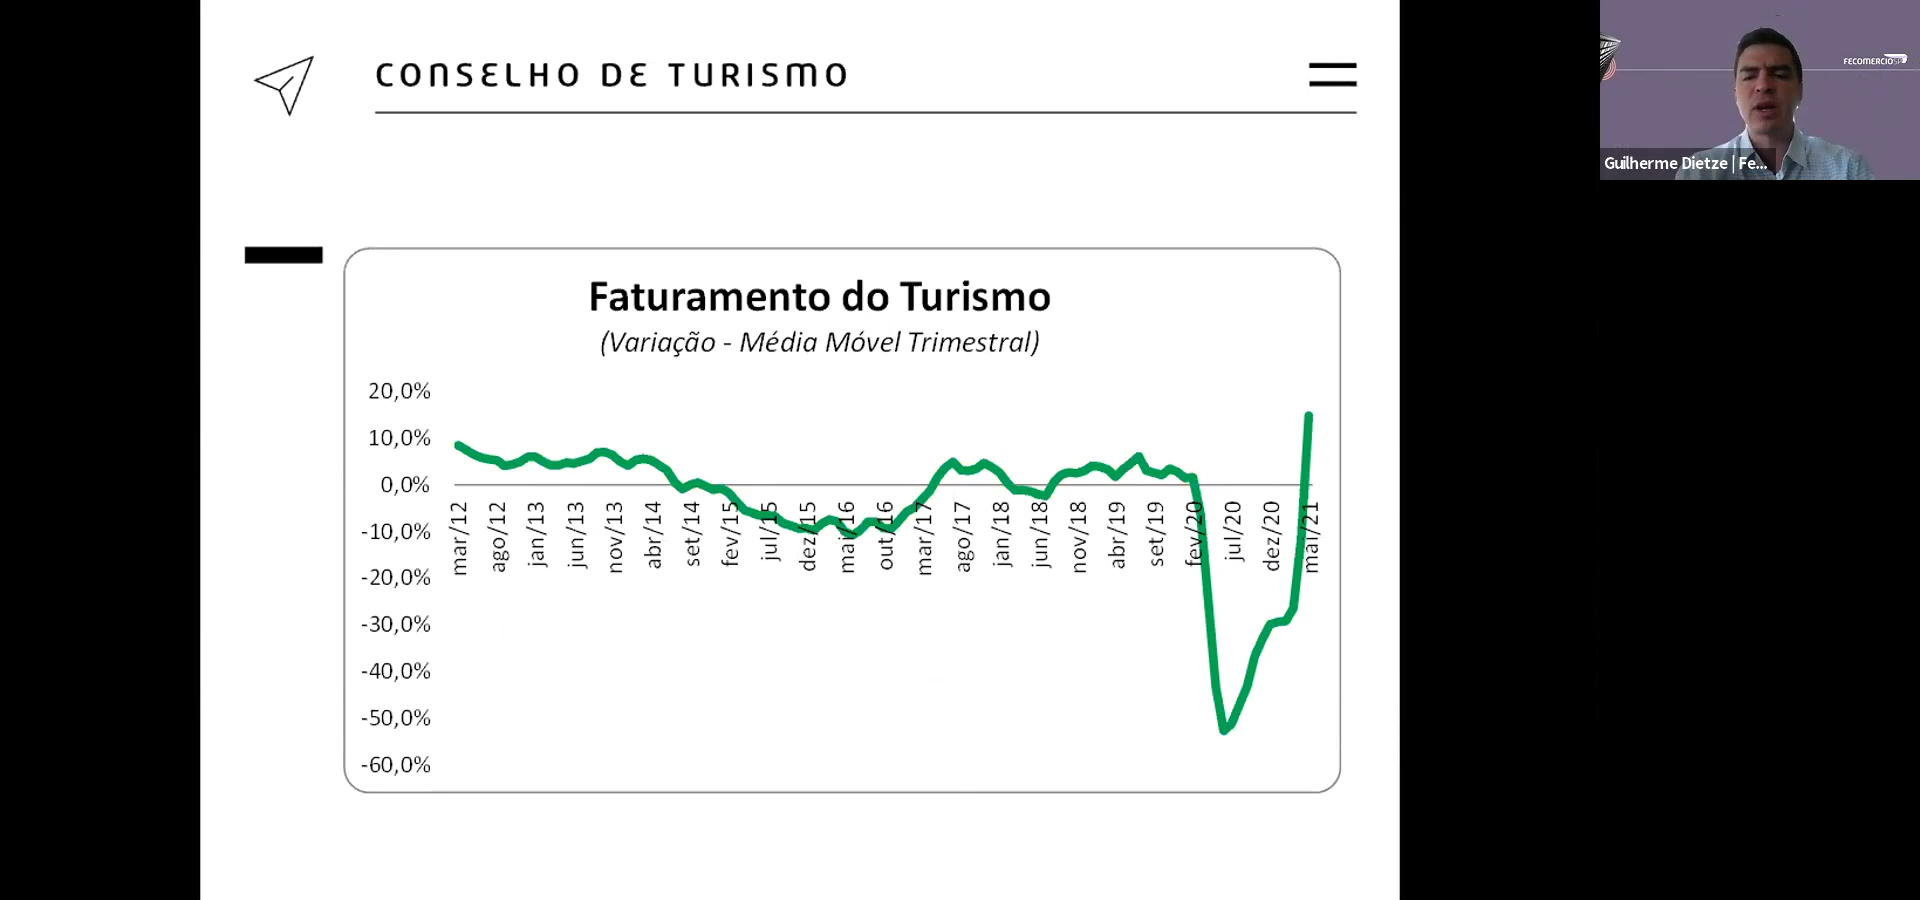 CONSELHO DE TURISMO
FECOMERCIOSP
Guilherme Dietze | Fe...
Faturamento do Turismo
(Variação - Média Móvel Trimestral)
20,0%
10,0%
0,0%
-10,0%
-20,0%
-30,0%
-40,0%
-50,0%
-60,0%
mar/12
ago/12
jan/13
jun/13
nov/13
abr/14
set/14
fev/15
jul/15
dez/15
mai/16
out/16
mar/17
ago/17
jan/18
jun/18
nov/18
abr/19
set/19
fev/20
jul/20
dez/20
mai/21